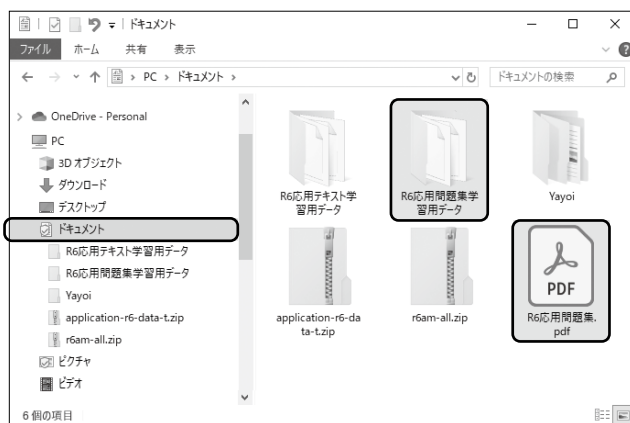 ドキュメント
ファイル ホーム 共有 表示
PC ドキュメント ドキュメントの検索
OneDrive - Personal
PC
3D オブジェクト
ダウンロード
デスクトップ
ドキュメント
R6応用テキスト学習用データ
R6応用問題集学習用データ
Yayoi
application-r6-data-t.zip
r6am-all.zip
ピクチャ
ビデオ
R6応用テキスト学
習用データ
R6応用問題集学
習用データ
Yayoi
application-r6-da
ta-t.zip
r6am-all.zip
PDF
R6応用問題集.
pdf
6 個の項目